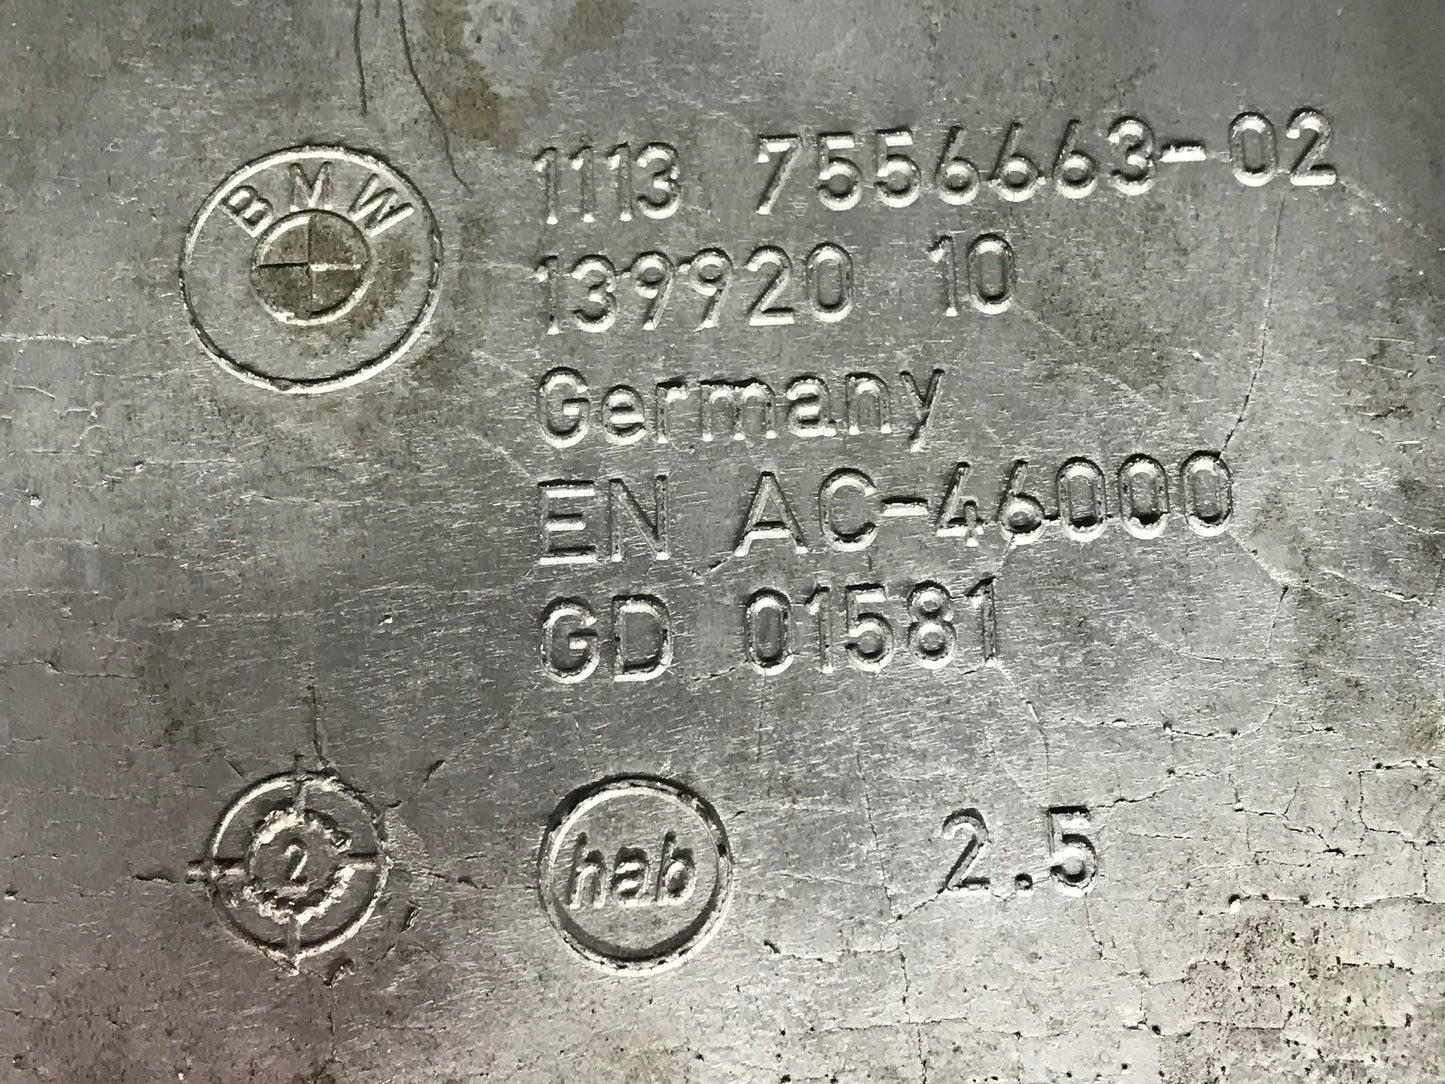 BMW
1113 7556663-02
139920 10
Germany
EN AC-46000
GD 01581
2
hab
2.5